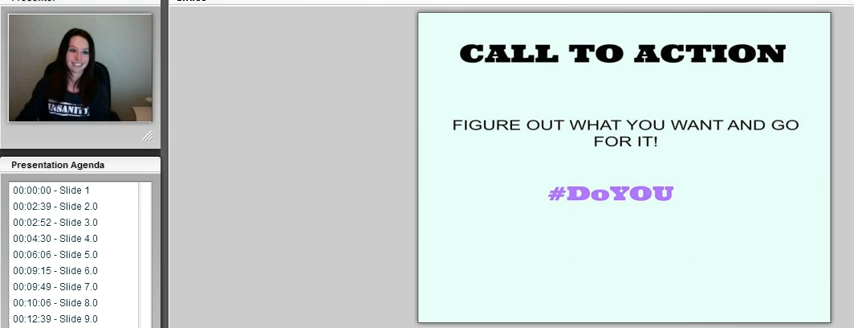 Presenter
INSANITY
Presentation Agenda
00:00:00 - Slide 1
00:02:39 - Slide 2.0
00:02:52 - Slide 3.0
00:04:30 - Slide 4.0
00:06:06 - Slide 5.0
00:09:15 - Slide 6.0
00:09:49 - Slide 7.0
00:10:06 - Slide 8.0
00:12:39 - Slide 9.0
CALL TO ACTION
FIGURE OUT WHAT YOU WANT AND GO
FOR IT!
#DoYOU